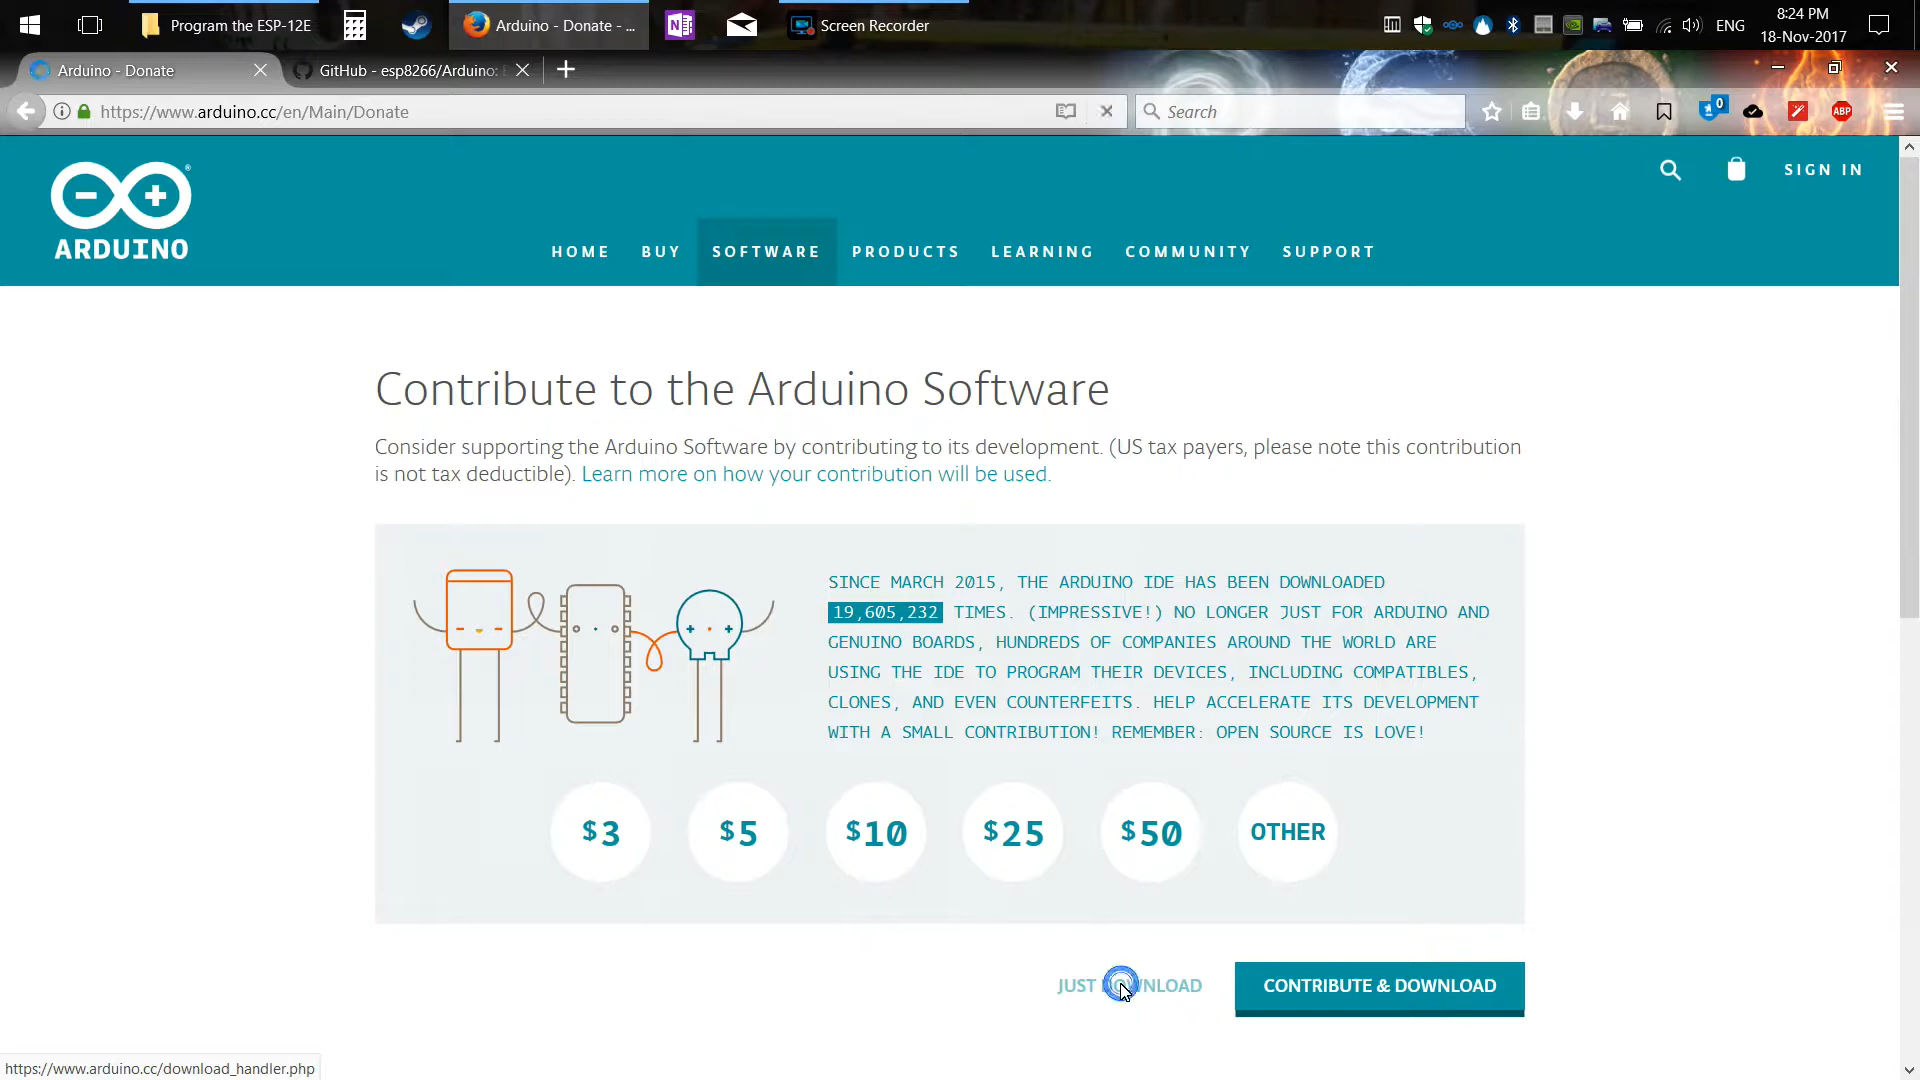 Program the ESP-12E
Arduino - Donate - ...
Screen Recorder
ENG
8:24 PM
18-Nov-2017
Arduino - Donate
GitHub - esp8266/Arduino:
https://www.arduino.cc/en/Main/Donate
Search
0
ABP
ARDUINO
SIGN IN
HOME BUY SOFTWARE PRODUCTS LEARNING COMMUNITY SUPPORT
Contribute to the Arduino Software
Consider supporting the Arduino Software by contributing to its development. (US tax payers, please note this contribution
is not tax deductible). Learn more on how your contribution will be used.
SINCE MARCH 2015, THE ARDUINO IDE HAS BEEN DOWNLOADED
19,605,232 TIMES. (IMPRESSIVE!) NO LONGER JUST FOR ARDUINO AND
GENUINO BOARDS, HUNDREDS OF COMPANIES AROUND THE WORLD ARE
USING THE IDE TO PROGRAM THEIR DEVICES, INCLUDING COMPATIBLES,
CLONES, AND EVEN COUNTERFEITS. HELP ACCELERATE ITS DEVELOPMENT
WITH A SMALL CONTRIBUTION! REMEMBER: OPEN SOURCE IS LOVE!
$3 $5 $10 $25 $50 OTHER
JUST DOWNLOAD
CONTRIBUTE & DOWNLOAD
https://www.arduino.cc/download_handler.php